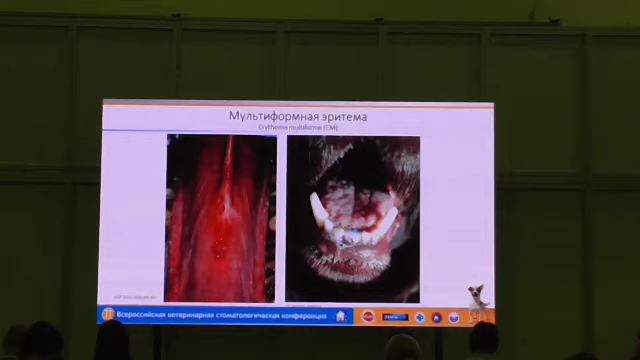 Мультиформная эритема
Erythema multiforme (EM)
Всероссийская ветеринарная стоматологическая конференция